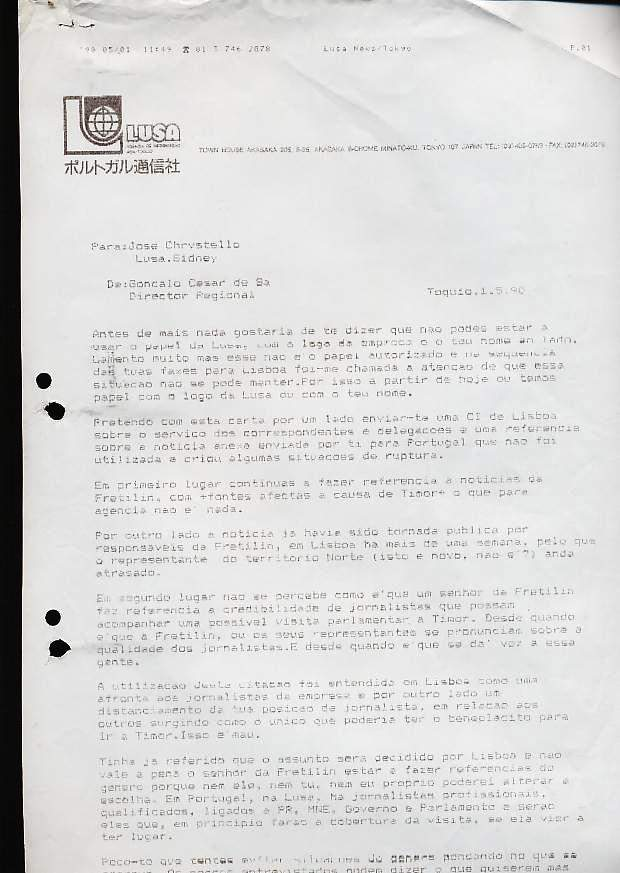 '90 05/01 11:49 ☎ 81 3 746 2878 Lusa News/Tokyo P.01
LUSA
ポルトガル通信社
TOWN HOUSE AKASAKA 205, AKASAKA MINATO-KU, TOKYO 107 JAPAN TEL: FAX:
Para:Jose Chrystello
Lusa.Sidney
De:Goncalo Cesar de Sa
Director Regional
Toquio,1.5.90
Antes de mais nada gostaria de te dizer que nao podes estar a
usar o papel da Lusa, com o logo da empresa e o teu nome ao lado.
Lamento muito mas esse nao e o papel autorizado e na sequencia
das tuas faxes para Lisboa foi-me chamada a atencao de que essa
situacao nao se pode manter.Por isso a partir de hoje ou temos
papel com o logo da Lusa ou com o teu nome.
Pretendo com esta carta por um lado enviar-te uma CI de Lisboa
sobre o servico dos correspondentes e delegacoes e uma referencia
sobre a noticia anexa enviada por ti para Portugal que nao foi
utilizada e criou algumas situacoes de ruptura.
Em primeiro lugar continuas a fazer referencia a noticias da
Fretilin, com +fontes afectas a causa de Timor+ o que para
agencia nao e' nada.
Por outro lado a noticia ja havia sido tornada publica por
responsaveis da Fretilin, em Lisboa ha mais de uma semana, pelo que
o representante do territorio Norte (isto e novo, nao e'?) anda
atrasado.
Em segundo lugar nao se percebe como e'que um senhor da Fretilin
faz referencia a credibilidade de jornalistas que possam
acompanhar uma possivel visita parlamentar a Timor. Desde quando
e que a Fretilin, ou os seus representantes se pronunciam sobre a
qualidade dos jornalistas.E desde quando e que se da' voz a essa
gente.
A utilizacao desta citacao foi entendida em Lisboa como uma
afronta aos jornalistas da empresa e por outro lado um
distanciamento da tua posicao de jornalista, em relacao aos
outros surgindo como o unico que poderia ter o beneplacito para
ir a Timor.Isso e'mau.
Tinha ja referido que o assunto sera decidido por Lisboa e nao
vale a pena o senhor da Fretilin estar a fazer referencias do
genero porque nem ele, nem tu, nem eu proprio poderei alterar a
escolha. Em Portugal, na Lusa, ha jornalistas profissionais,
qualificados, ligados a PR, MNE, Governo e Parlamento e serao
eles que, em principio farao a cobertura da visita, se ela vier a
ter lugar.
Peco-te que tentes evitar situacoes do genero pensando no que se
Os nossos entrevistados podem dizer o que quiserem mas